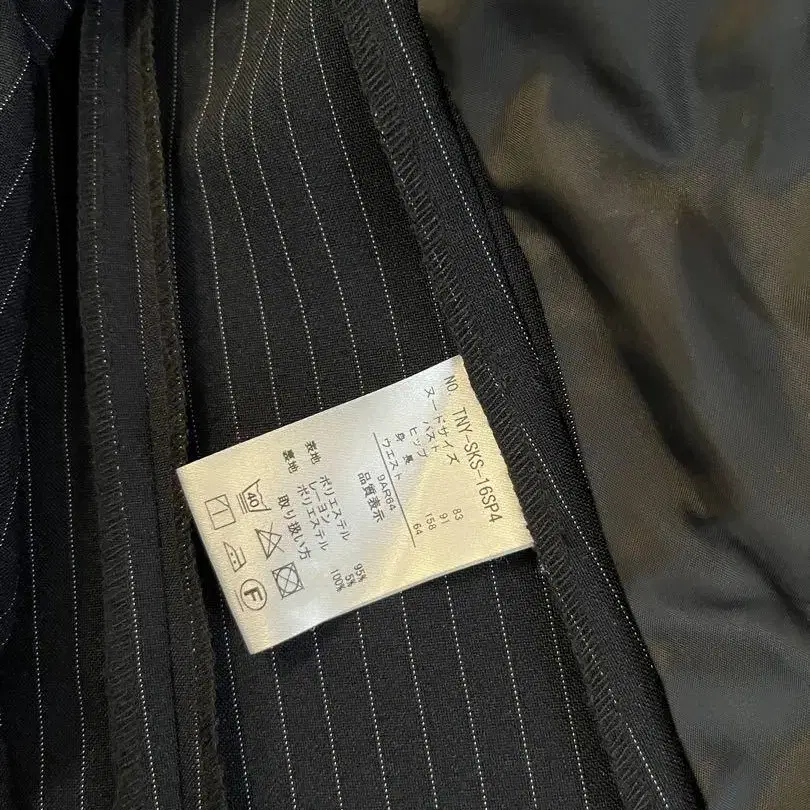 NO. TNY-SKS-16SP4
ヌードサイズ
バスト 83
ヒップ 91
身長 158
ウエスト 64
9AR64
品質表示
表地 ポリエステル 95%
レーヨン 5%
裏地 ポリエステル 100%
取り扱い方
40
F